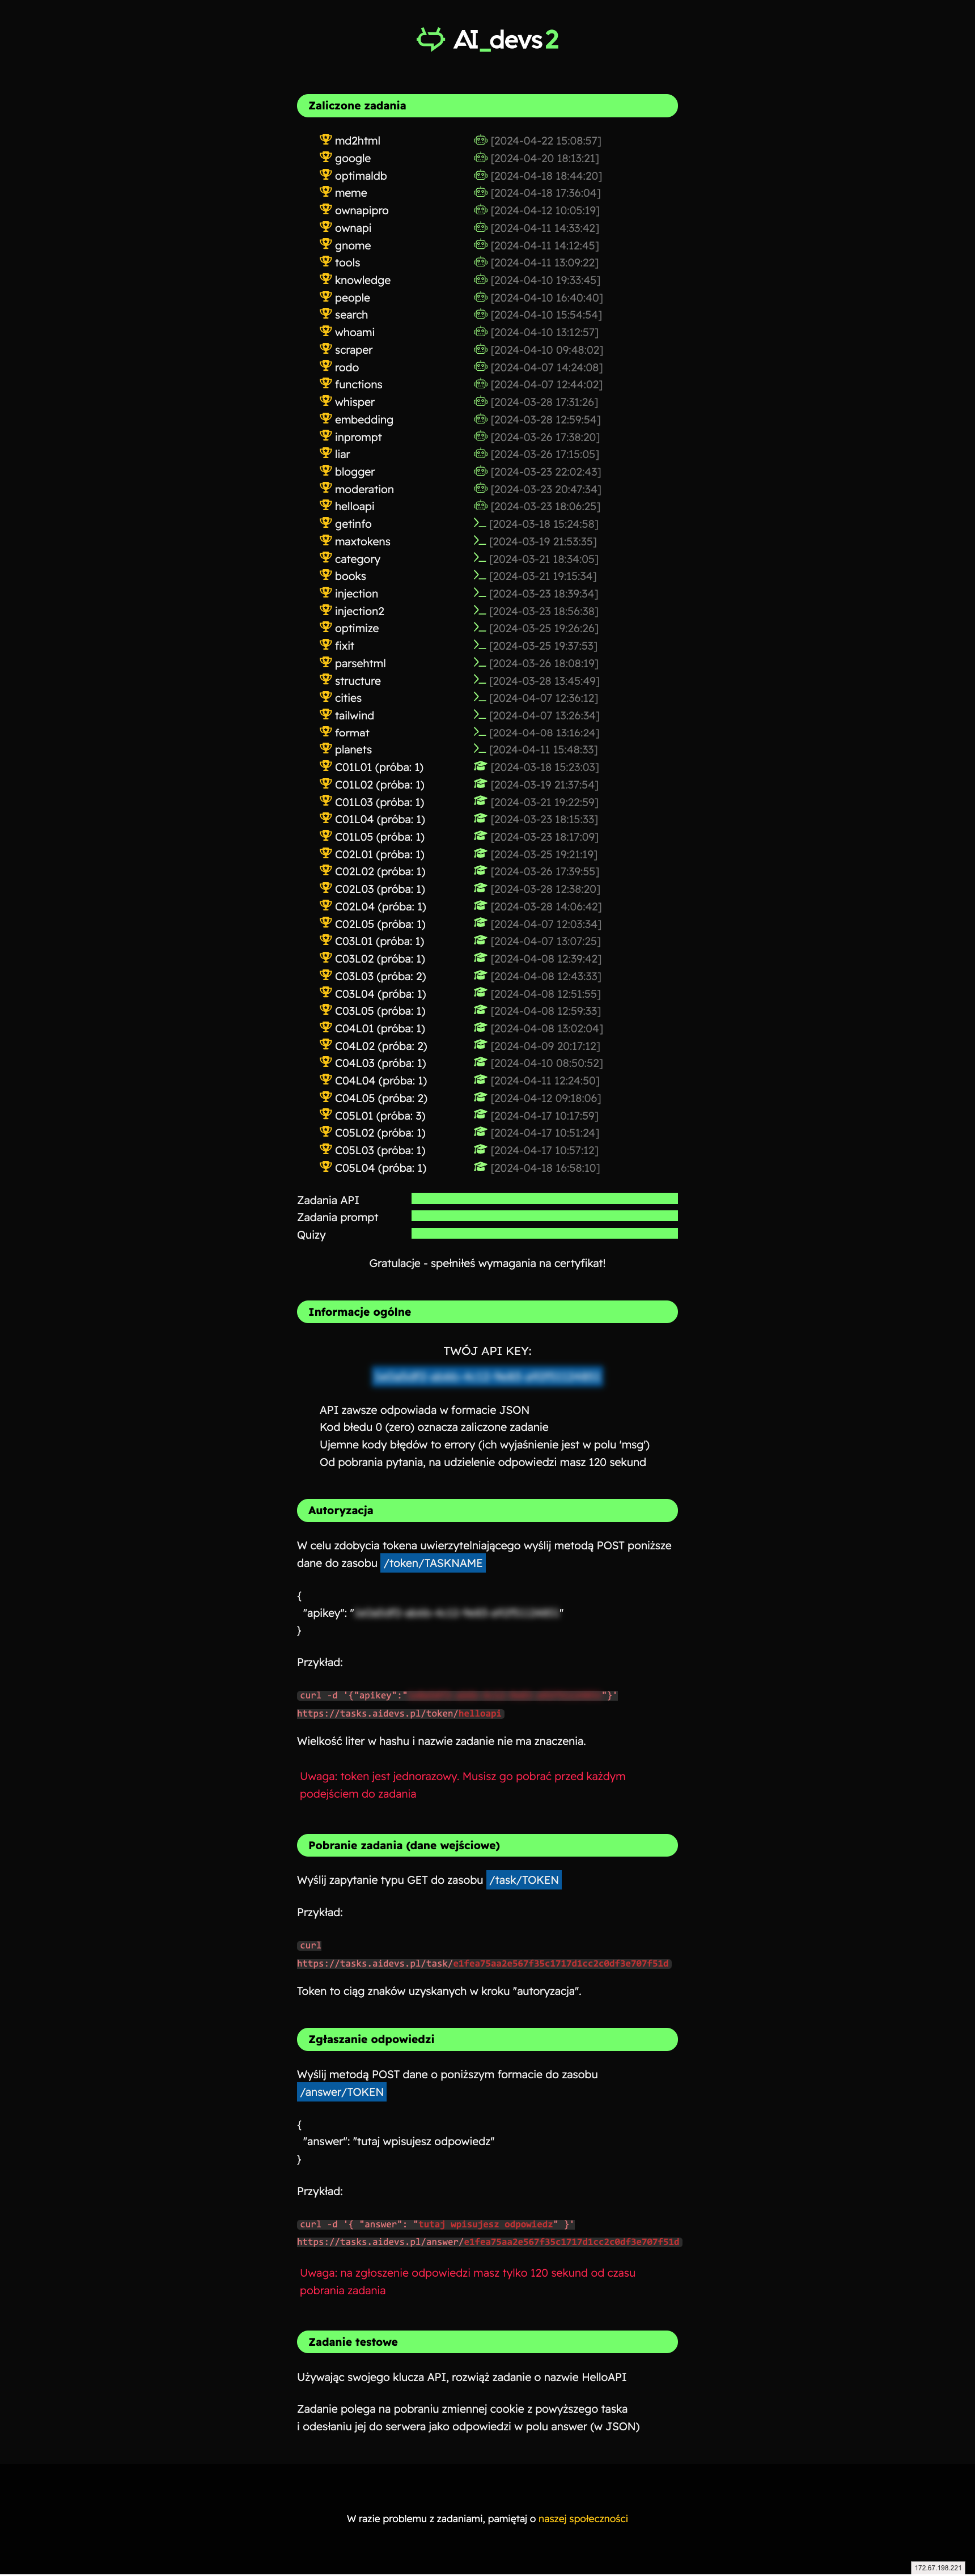 AI_devs 2
Zaliczone zadania
md2html [2024-04-22 15:08:57]
google [2024-04-20 18:13:21]
optimaldb [2024-04-18 18:44:20]
meme [2024-04-18 17:36:04]
ownapipro [2024-04-12 10:05:19]
ownapi [2024-04-11 14:33:42]
gnome [2024-04-11 14:12:45]
tools [2024-04-11 13:09:22]
knowledge [2024-04-10 19:33:45]
people [2024-04-10 16:40:40]
search [2024-04-10 15:54:54]
whoami [2024-04-10 13:12:57]
scraper [2024-04-10 09:48:02]
rodo [2024-04-07 14:24:08]
functions [2024-04-07 12:44:02]
whisper [2024-03-28 17:31:26]
embedding [2024-03-28 12:59:54]
inprompt [2024-03-26 17:38:20]
liar [2024-03-26 17:15:05]
blogger [2024-03-23 22:02:43]
moderation [2024-03-23 20:47:34]
helloapi [2024-03-23 18:06:25]
getinfo [2024-03-18 15:24:58]
maxtokens [2024-03-19 21:53:35]
category [2024-03-21 18:34:05]
books [2024-03-21 19:15:34]
injection [2024-03-23 18:39:34]
injection2 [2024-03-23 18:56:38]
optimize [2024-03-25 19:26:26]
fixit [2024-03-25 19:37:53]
parsehtml [2024-03-26 18:08:19]
structure [2024-03-28 13:45:49]
cities [2024-04-07 12:36:12]
tailwind [2024-04-07 13:26:34]
format [2024-04-08 13:16:24]
planets [2024-04-11 15:48:33]
C01L01 (próba: 1) [2024-03-18 15:23:03]
C01L02 (próba: 1) [2024-03-19 21:37:54]
C01L03 (próba: 1) [2024-03-21 19:22:59]
C01L04 (próba: 1) [2024-03-23 18:15:33]
C01L05 (próba: 1) [2024-03-23 18:17:09]
C02L01 (próba: 1) [2024-03-25 19:21:19]
C02L02 (próba: 1) [2024-03-26 17:39:55]
C02L03 (próba: 1) [2024-03-28 12:38:20]
C02L04 (próba: 1) [2024-03-28 14:06:42]
C02L05 (próba: 1) [2024-04-07 12:03:34]
C03L01 (próba: 1) [2024-04-07 13:07:25]
C03L02 (próba: 1) [2024-04-08 12:39:42]
C03L03 (próba: 2) [2024-04-08 12:43:33]
C03L04 (próba: 1) [2024-04-08 12:51:55]
C03L05 (próba: 1) [2024-04-08 12:59:33]
C04L01 (próba: 1) [2024-04-08 13:02:04]
C04L02 (próba: 2) [2024-04-09 20:17:12]
C04L03 (próba: 1) [2024-04-10 08:50:52]
C04L04 (próba: 1) [2024-04-11 12:24:50]
C04L05 (próba: 2) [2024-04-12 09:18:06]
C05L01 (próba: 3) [2024-04-17 10:17:59]
C05L02 (próba: 1) [2024-04-17 10:51:24]
C05L03 (próba: 1) [2024-04-17 10:57:12]
C05L04 (próba: 1) [2024-04-18 16:58:10]
Zadania API
Zadania prompt
Quizy
Gratulacje - spełniłeś wymagania na certyfikat!
Informacje ogólne
TWÓJ API KEY:
API zawsze odpowiada w formacie JSON
Kod błedu 0 (zero) oznacza zaliczone zadanie
Ujemne kody błędów to errory (ich wyjaśnienie jest w polu 'msg')
Od pobrania pytania, na udzielenie odpowiedzi masz 120 sekund
Autoryzacja
W celu zdobycia tokena uwierzytelniającego wyślij metodą POST poniższe
dane do zasobu /token/TASKNAME
{
"apikey": ""
}
Przykład:
curl -d '{"apikey":""}'
https://tasks.aidevs.pl/token/helloapi
Wielkość liter w hashu i nazwie zadanie nie ma znaczenia.
Uwaga: token jest jednorazowy. Musisz go pobrać przed każdym
podejściem do zadania
Pobranie zadania (dane wejściowe)
Wyślij zapytanie typu GET do zasobu /task/TOKEN
Przykład:
curl
https://tasks.aidevs.pl/task/e1fea75aa2e567f35c1717d1cc2c0df3e707f51d
Token to ciąg znaków uzyskanych w kroku "autoryzacja".
Zgłaszanie odpowiedzi
Wyślij metodą POST dane o poniższym formacie do zasobu
/answer/TOKEN
{
"answer": "tutaj wpisujesz odpowiedz"
}
Przykład:
curl -d '{ "answer": "tutaj wpisujesz odpowiedz" }'
https://tasks.aidevs.pl/answer/e1fea75aa2e567f35c1717d1cc2c0df3e707f51d
Uwaga: na zgłoszenie odpowiedzi masz tylko 120 sekund od czasu
pobrania zadania
Zadanie testowe
Używając swojego klucza API, rozwiąż zadanie o nazwie HelloAPI
Zadanie polega na pobraniu zmiennej cookie z powyższego taska
i odesłaniu jej do serwera jako odpowiedzi w polu answer (w JSON)
W razie problemu z zadaniami, pamiętaj o naszej społeczności
172.67.198.221